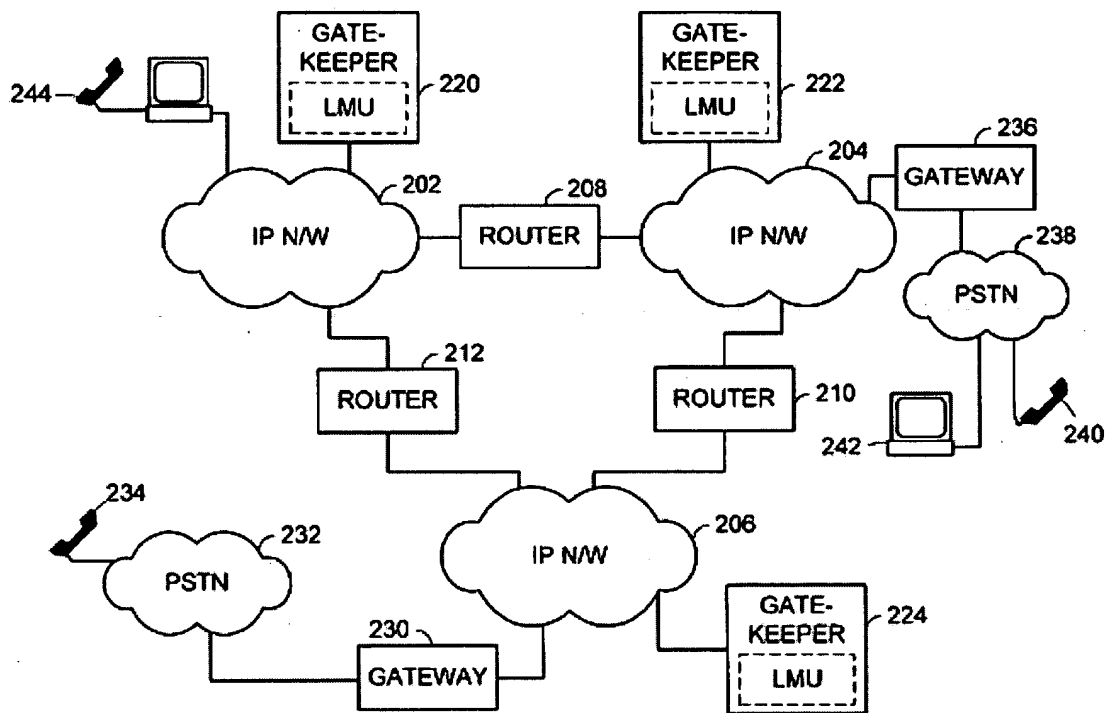 GATE-
KEEPER
LMU
220
GATE-
KEEPER
LMU
222
244
202
IP N/W
208
ROUTER
204
IP N/W
236
GATEWAY
238
PSTN
212
ROUTER
ROUTER
210
242
240
234
232
PSTN
206
IP N/W
230
GATEWAY
GATE-
KEEPER
LMU
224